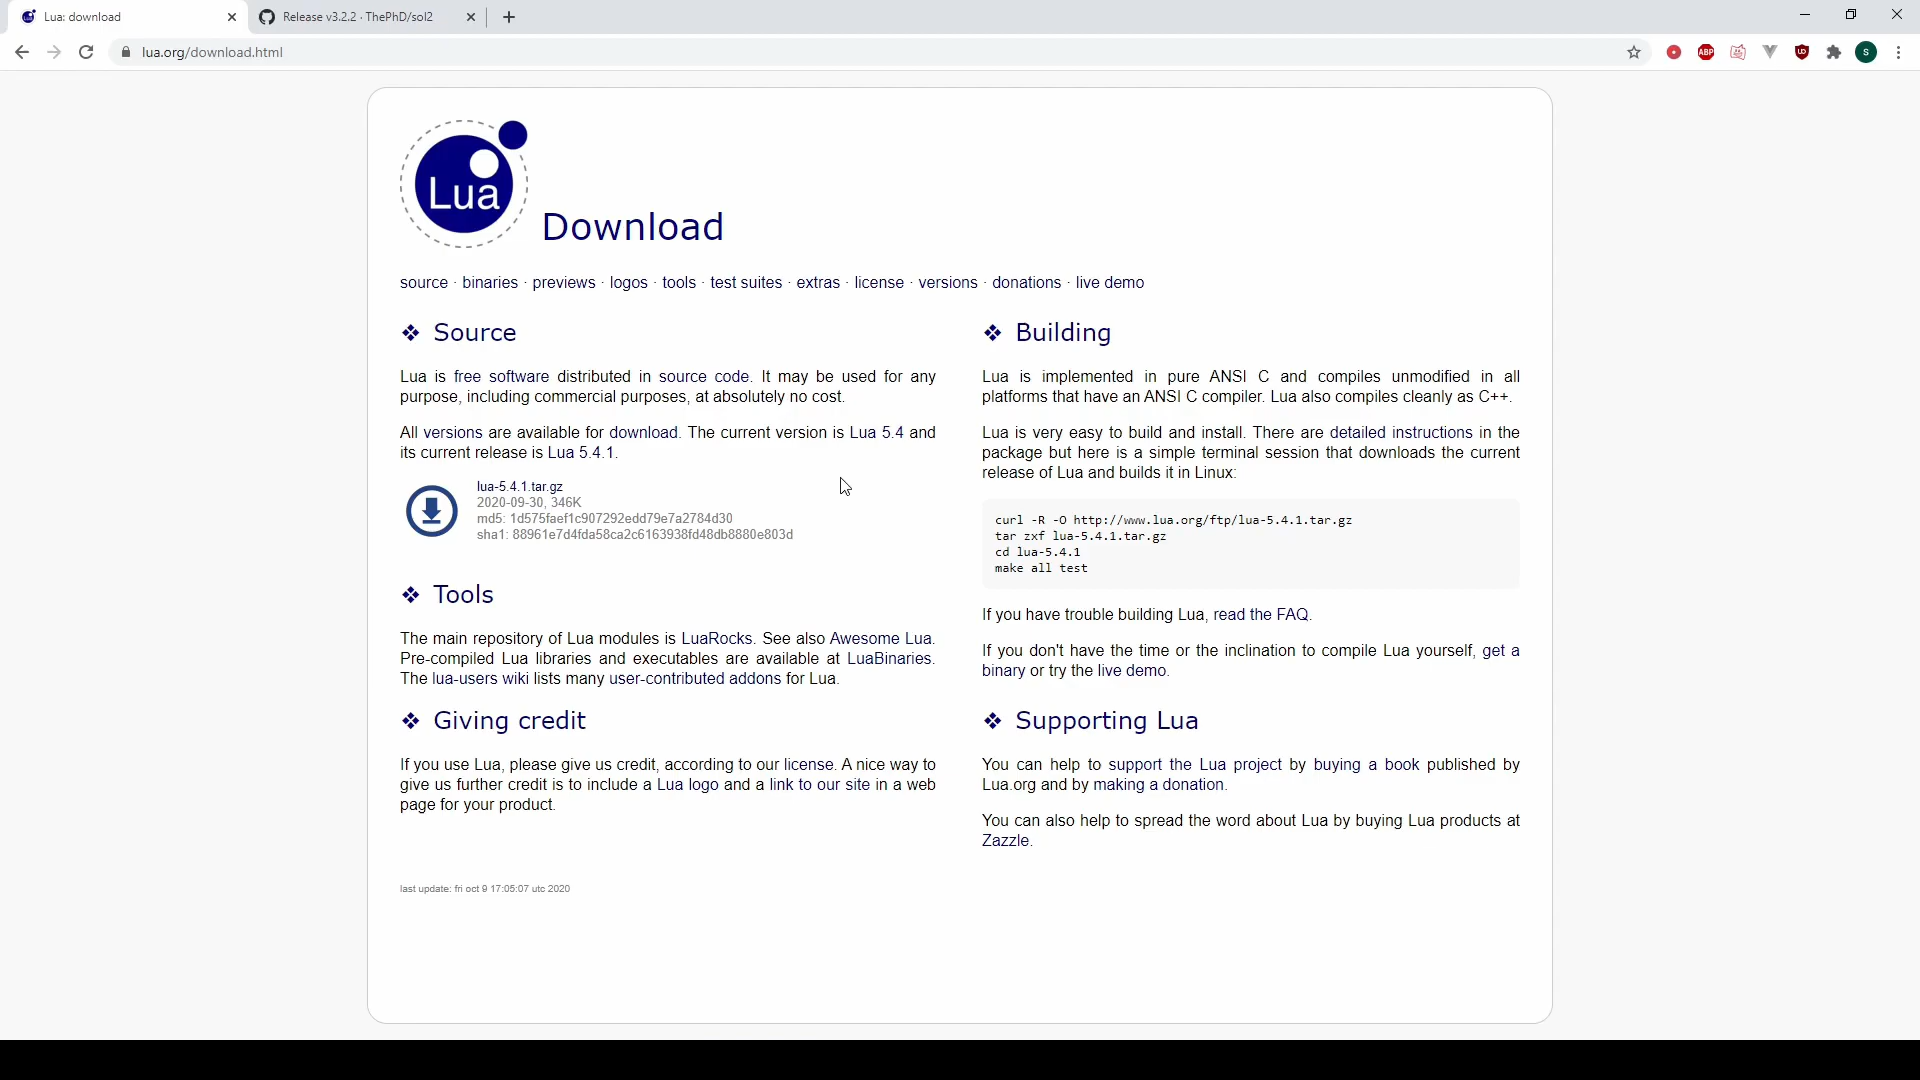 Lua: download
Release v3.2.2 · ThePhD/sol2
lua.org/download.html
ABP
S
Lua
Download
source · binaries · previews · logos · tools · test suites · extras · license · versions · donations · live demo
Source
Lua is free software distributed in source code. It may be used for any
purpose, including commercial purposes, at absolutely no cost.
All versions are available for download. The current version is Lua 5.4 and
its current release is Lua 5.4.1.
lua-5.4.1.tar.gz
2020-09-30, 346K
md5: 1d575faef1c907292edd79e7a2784d30
sha1: 88961e7d4fda58ca2c6163938fd48db8880e803d
Tools
The main repository of Lua modules is LuaRocks. See also Awesome Lua.
Pre-compiled Lua libraries and executables are available at LuaBinaries.
The lua-users wiki lists many user-contributed addons for Lua.
Giving credit
If you use Lua, please give us credit, according to our license. A nice way to
give us further credit is to include a Lua logo and a link to our site in a web
page for your product.
last update: fri oct 9 17:05:07 utc 2020
Building
Lua is implemented in pure ANSI C and compiles unmodified in all
platforms that have an ANSI C compiler. Lua also compiles cleanly as C++.
Lua is very easy to build and install. There are detailed instructions in the
package but here is a simple terminal session that downloads the current
release of Lua and builds it in Linux:
curl -R -O http://www.lua.org/ftp/lua-5.4.1.tar.gz
tar zxf lua-5.4.1.tar.gz
cd lua-5.4.1
make all test
If you have trouble building Lua, read the FAQ.
If you don't have the time or the inclination to compile Lua yourself, get a
binary or try the live demo.
Supporting Lua
You can help to support the Lua project by buying a book published by
Lua.org and by making a donation.
You can also help to spread the word about Lua by buying Lua products at
Zazzle.